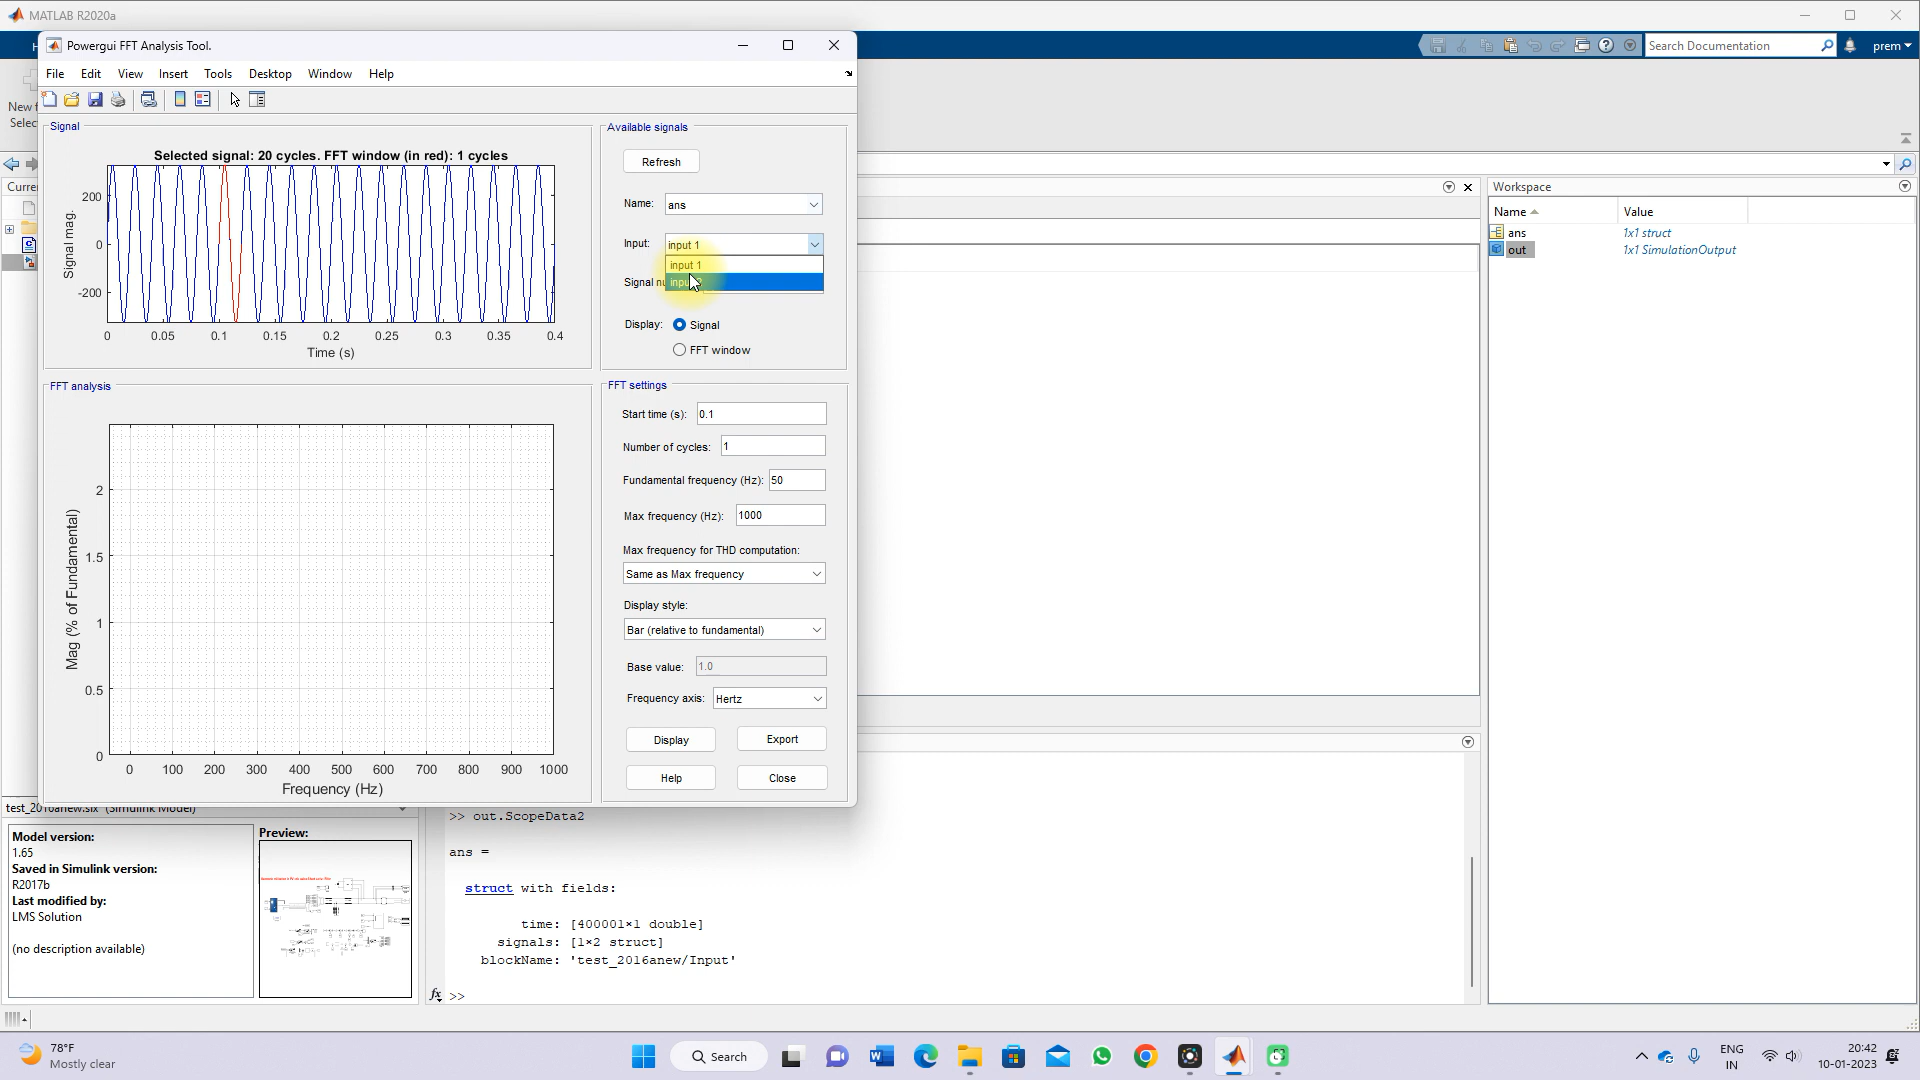 MATLAB R2020a
Search Documentation
prem
Powergui FFT Analysis Tool.
File Edit View Insert Tools Desktop Window Help
Signal
Selected signal: 20 cycles. FFT window (in red): 1 cycles
Signal mag.
200
0
-200
0 0.05 0.1 0.15 0.2 0.25 0.3 0.35 0.4
Time (s)
Available signals
Refresh
Name: ans
Input: input 1
input 1
Display: Signal
FFT window
FFT analysis
Mag (% of Fundamental)
2
1.5
1
0.5
0
0 100 200 300 400 500 600 700 800 900 1000
Frequency (Hz)
FFT settings
Start time (s): 0.1
Number of cycles: 1
Fundamental frequency (Hz): 50
Max frequency (Hz): 1000
Max frequency for THD computation:
Same as Max frequency
Display style:
Bar (relative to fundamental)
Base value: 1.0
Frequency axis: Hertz
Display Export
Help Close
Workspace
Name Value
ans 1x1 struct
out 1x1 SimulationOutput
>> out.ScopeData2
ans =
struct with fields:
time: [400001×1 double]
signals: [1×2 struct]
blockName: 'test_2016anew/Input'
fx >>
test_2016anew.slx (Simulink Model)
Model version:
1.65
Saved in Simulink version:
R2017b
Last modified by:
LMS Solution
(no description available)
Preview:
78°F
Mostly clear
Search
ENG
IN
20:42
10-01-2023